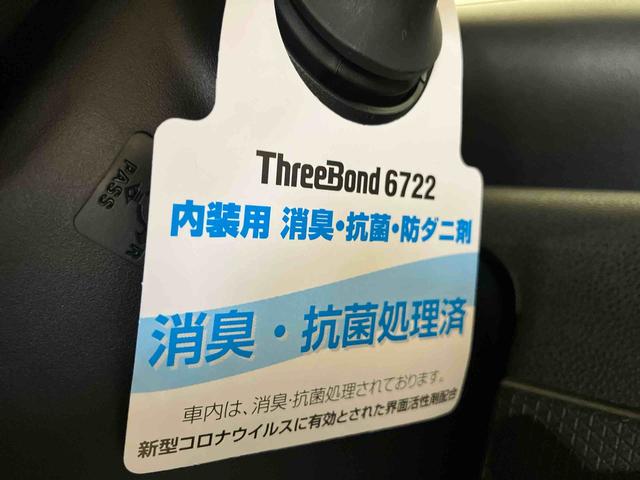 ThreeBond 6722
内装用 消臭・抗菌・防ダニ剤
消臭・抗菌処理済
車内は、消臭・抗菌処理されております。
新型コロナウイルスに有効とされた界面活性剤配合
PASS